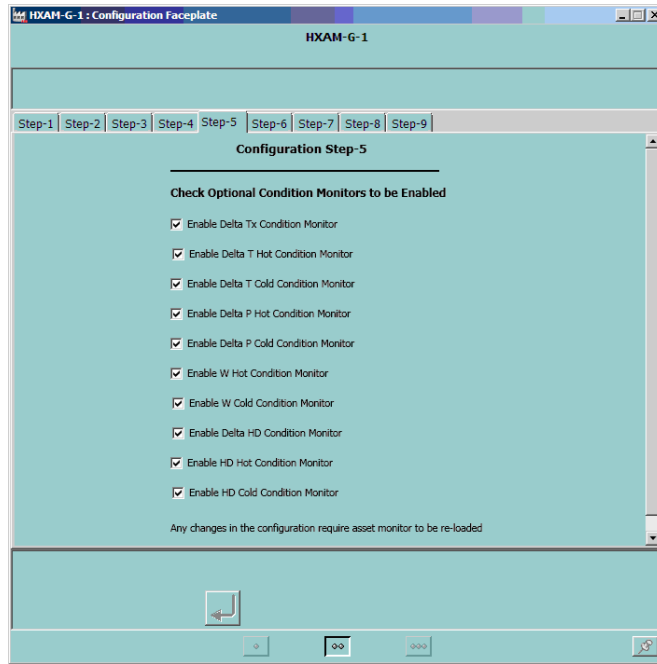 HXAM-G-1 : Configuration Faceplate
HXAM-G-1
Step-1 Step-2 Step-3 Step-4 Step-5 Step-6 Step-7 Step-8 Step-9
Configuration Step-5
Check Optional Condition Monitors to be Enabled
Enable Delta Tx Condition Monitor
Enable Delta T Hot Condition Monitor
Enable Delta T Cold Condition Monitor
Enable Delta P Hot Condition Monitor
Enable Delta P Cold Condition Monitor
Enable W Hot Condition Monitor
Enable W Cold Condition Monitor
Enable Delta HD Condition Monitor
Enable HD Hot Condition Monitor
Enable HD Cold Condition Monitor
Any changes in the configuration require asset monitor to be re-loaded